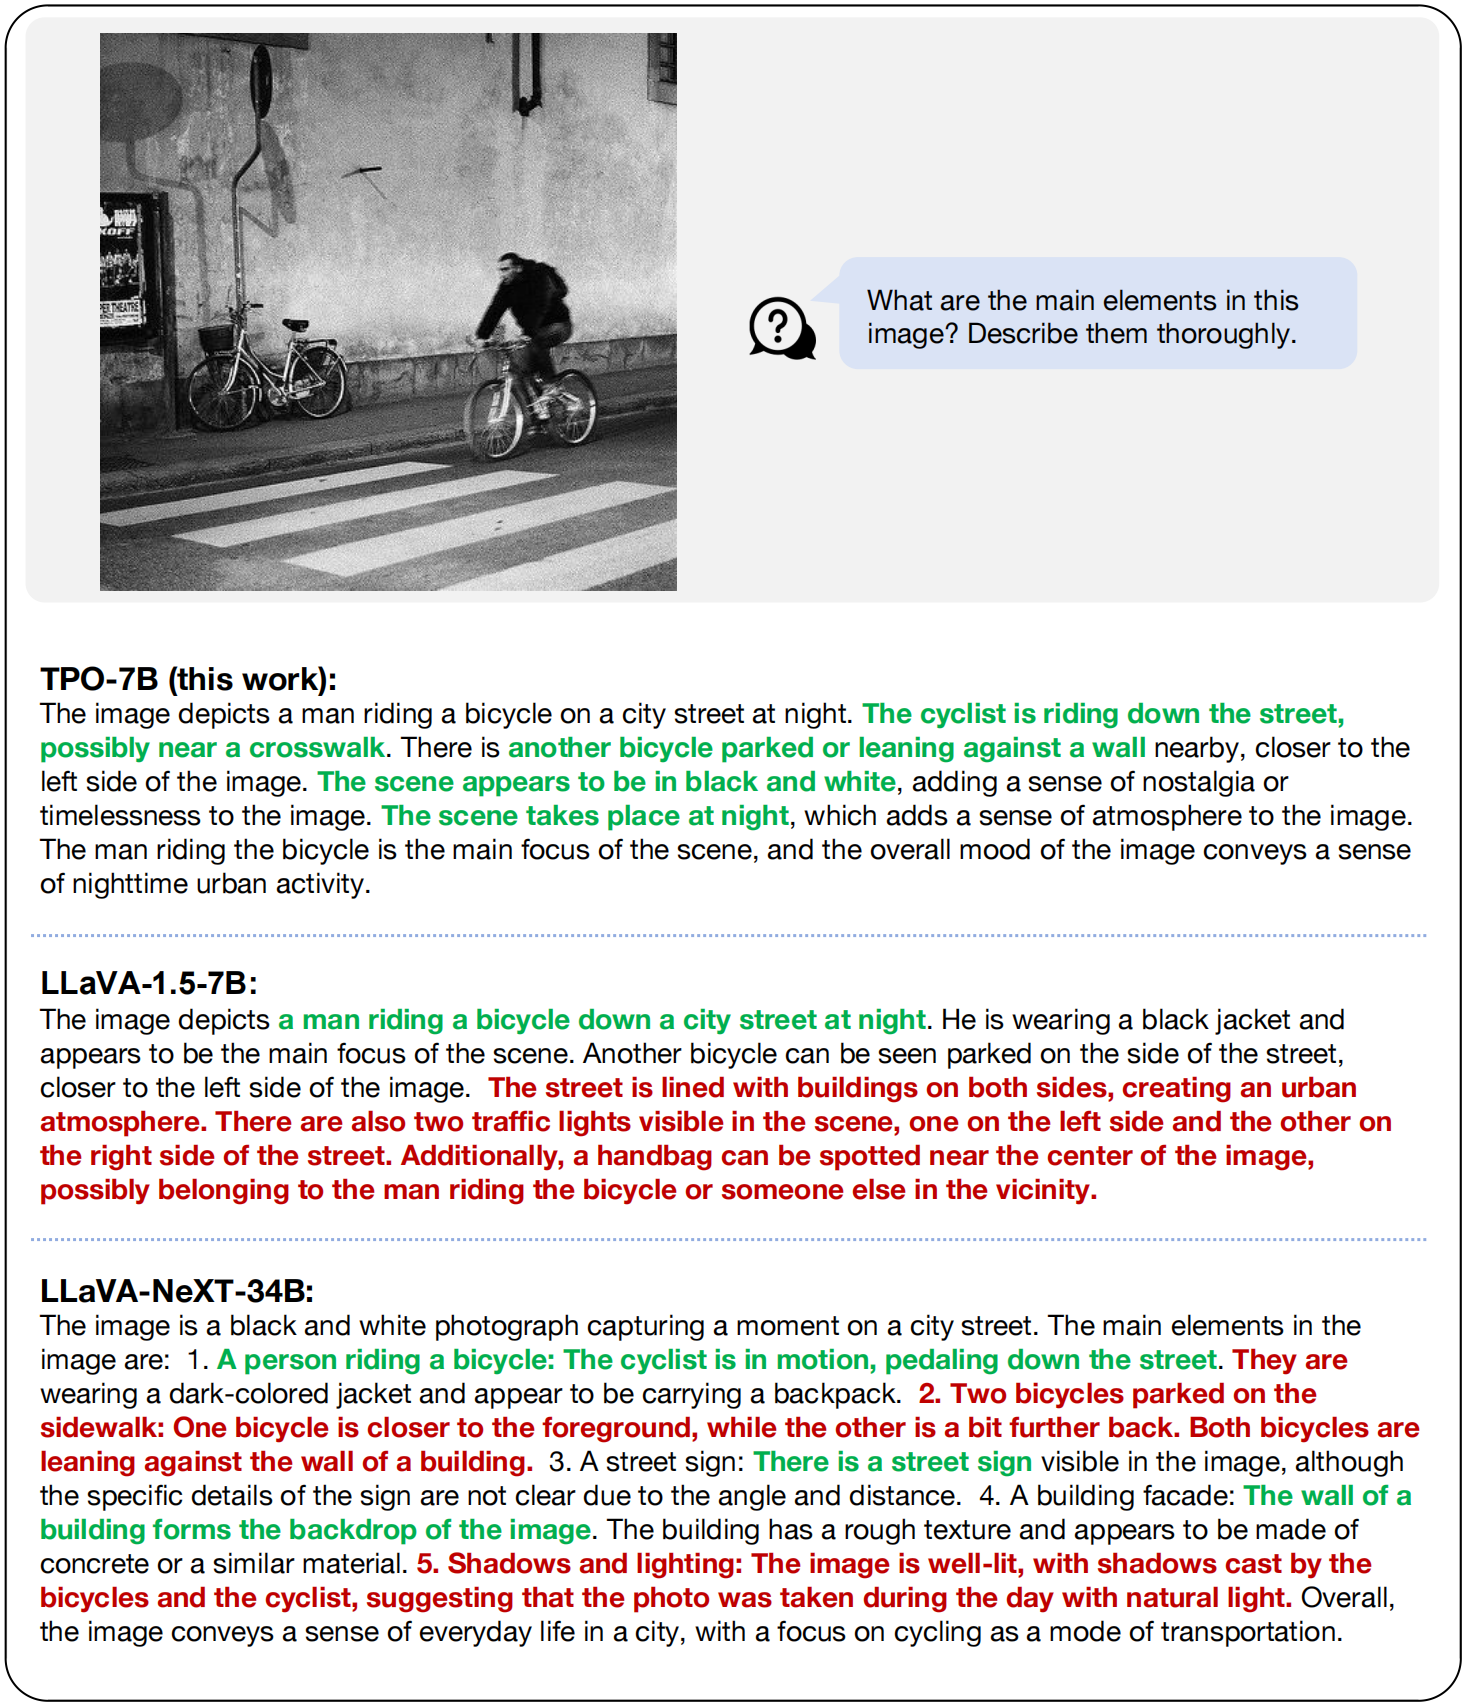 KOFF
PER THEATRE
?
What are the main elements in this
image? Describe them thoroughly.
TPO-7B (this work):
The image depicts a man riding a bicycle on a city street at night. The cyclist is riding down the street,
possibly near a crosswalk. There is another bicycle parked or leaning against a wall nearby, closer to the
left side of the image. The scene appears to be in black and white, adding a sense of nostalgia or
timelessness to the image. The scene takes place at night, which adds a sense of atmosphere to the image.
The man riding the bicycle is the main focus of the scene, and the overall mood of the image conveys a sense
of nighttime urban activity.
LLaVA-1.5-7B:
The image depicts a man riding a bicycle down a city street at night. He is wearing a black jacket and
appears to be the main focus of the scene. Another bicycle can be seen parked on the side of the street,
closer to the left side of the image. The street is lined with buildings on both sides, creating an urban
atmosphere. There are also two traffic lights visible in the scene, one on the left side and the other on
the right side of the street. Additionally, a handbag can be spotted near the center of the image,
possibly belonging to the man riding the bicycle or someone else in the vicinity.
LLaVA-NeXT-34B:
The image is a black and white photograph capturing a moment on a city street. The main elements in the
image are: 1. A person riding a bicycle: The cyclist is in motion, pedaling down the street. They are
wearing a dark-colored jacket and appear to be carrying a backpack. 2. Two bicycles parked on the
sidewalk: One bicycle is closer to the foreground, while the other is a bit further back. Both bicycles are
leaning against the wall of a building. 3. A street sign: There is a street sign visible in the image, although
the specific details of the sign are not clear due to the angle and distance. 4. A building facade: The wall of a
building forms the backdrop of the image. The building has a rough texture and appears to be made of
concrete or a similar material. 5. Shadows and lighting: The image is well-lit, with shadows cast by the
bicycles and the cyclist, suggesting that the photo was taken during the day with natural light. Overall,
the image conveys a sense of everyday life in a city, with a focus on cycling as a mode of transportation.